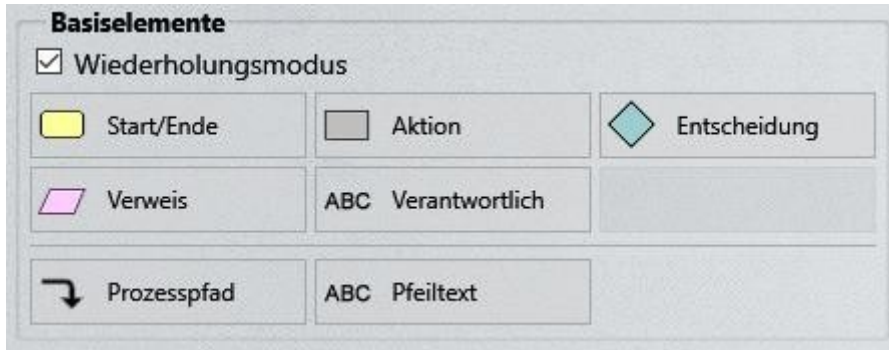 Basiselemente
Wiederholungsmodus
Start/Ende
Aktion
Entscheidung
Verweis
ABC Verantwortlich
Prozesspfad
ABC Pfeiltext